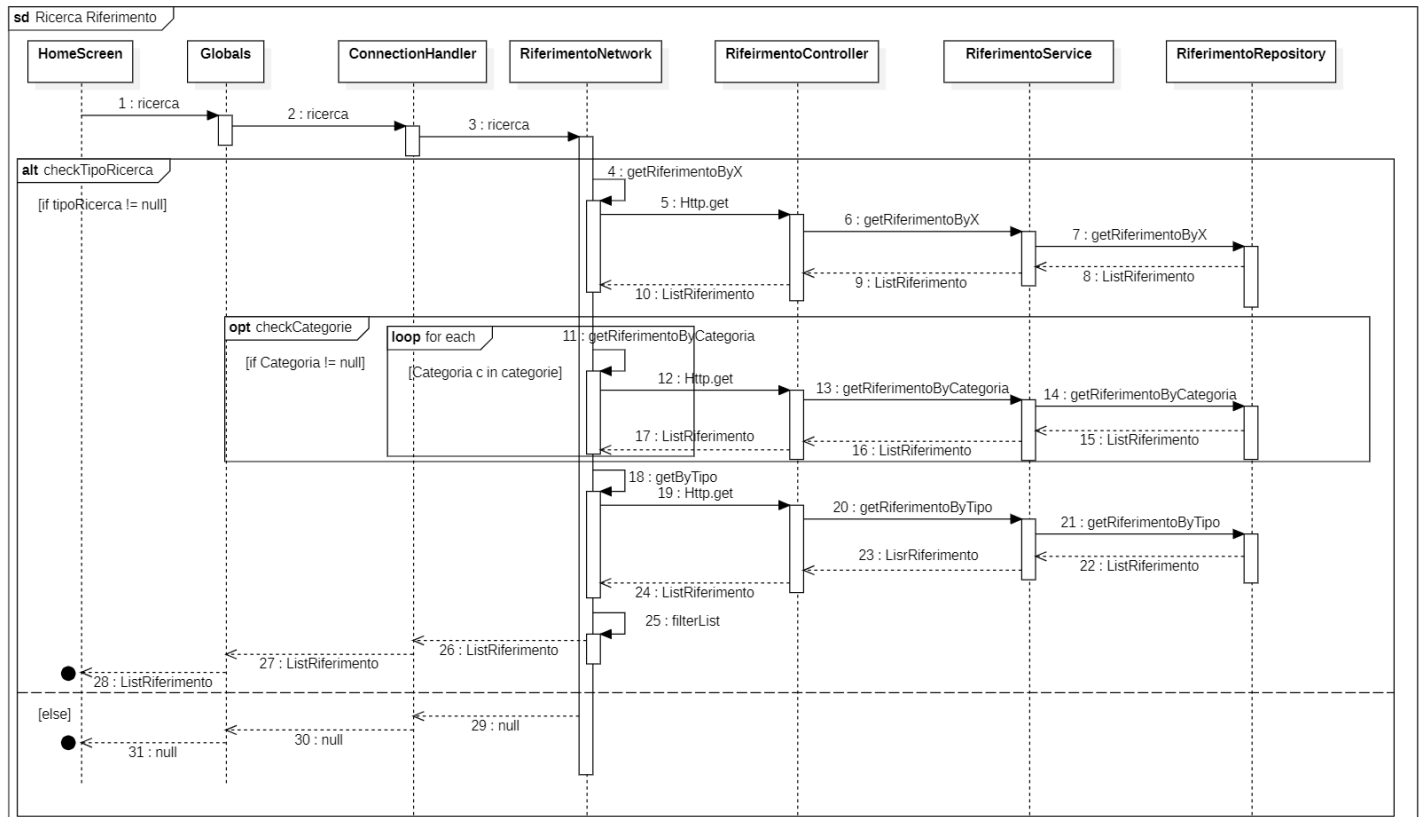 sd Ricerca Riferimento
HomeScreen
Globals
ConnectionHandler
RiferimentoNetwork
RifeirmentoController
RiferimentoService
RiferimentoRepository
1 : ricerca
2 : ricerca
3 : ricerca
alt checkTipoRicerca
[if tipoRicerca != null]
4 : getRiferimentoByX
5 : Http.get
6 : getRiferimentoByX
7 : getRiferimentoByX
8 : ListRiferimento
9 : ListRiferimento
10 : ListRiferimento
opt checkCategorie
[if Categoria != null]
loop for each
[Categoria c in categorie]
11 : getRiferimentoByCategoria
12 : Http.get
13 : getRiferimentoByCategoria
14 : getRiferimentoByCategoria
15 : ListRiferimento
16 : ListRiferimento
17 : ListRiferimento
18 : getByTipo
19 : Http.get
20 : getRiferimentoByTipo
21 : getRiferimentoByTipo
22 : ListRiferimento
23 : LisrRiferimento
24 : ListRiferimento
25 : filterList
26 : ListRiferimento
27 : ListRiferimento
28 : ListRiferimento
[else]
29 : null
30 : null
31 : null